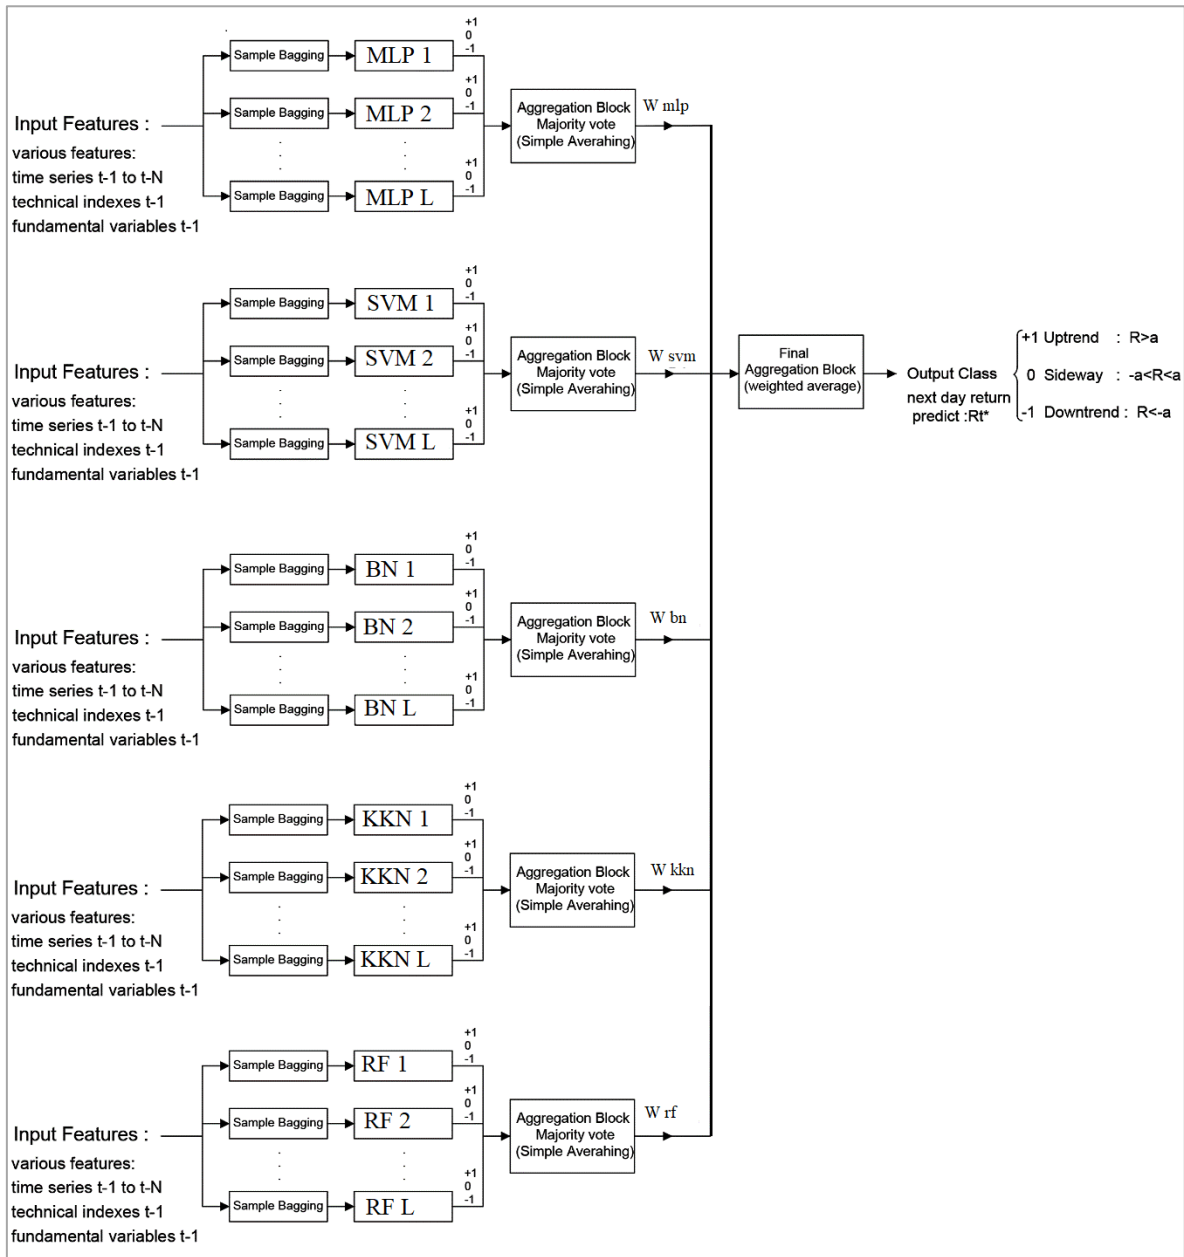 Sample Bagging
MLP 1
+1
0
-1
Sample Bagging
MLP 2
+1
0
-1
Sample Bagging
MLP L
+1
0
-1
Input Features :
various features:
time series t-1 to t-N
technical indexes t-1
fundamental variables t-1
Aggregation Block
Majority vote
(Simple Averahing)
W mlp
Sample Bagging
SVM 1
+1
0
-1
Sample Bagging
SVM 2
+1
0
-1
Sample Bagging
SVM L
+1
0
-1
Input Features :
various features:
time series t-1 to t-N
technical indexes t-1
fundamental variables t-1
Aggregation Block
Majority vote
(Simple Averahing)
W svm
Final
Aggregation Block
(weighted average)
Output Class
next day return
predict :Rt*
+1 Uptrend : R>a
0 Sideway : -a<R<a
-1 Downtrend : R<-a
Sample Bagging
BN 1
+1
0
-1
Sample Bagging
BN 2
+1
0
-1
Sample Bagging
BN L
+1
0
-1
Input Features :
various features:
time series t-1 to t-N
technical indexes t-1
fundamental variables t-1
Aggregation Block
Majority vote
(Simple Averahing)
W bn
Sample Bagging
KKN 1
+1
0
-1
Sample Bagging
KKN 2
+1
0
-1
Sample Bagging
KKN L
+1
0
-1
Input Features :
various features:
time series t-1 to t-N
technical indexes t-1
fundamental variables t-1
Aggregation Block
Majority vote
(Simple Averahing)
W kkn
Sample Bagging
RF 1
+1
0
-1
Sample Bagging
RF 2
+1
0
-1
Sample Bagging
RF L
+1
0
-1
Input Features :
various features:
time series t-1 to t-N
technical indexes t-1
fundamental variables t-1
Aggregation Block
Majority vote
(Simple Averahing)
W rf